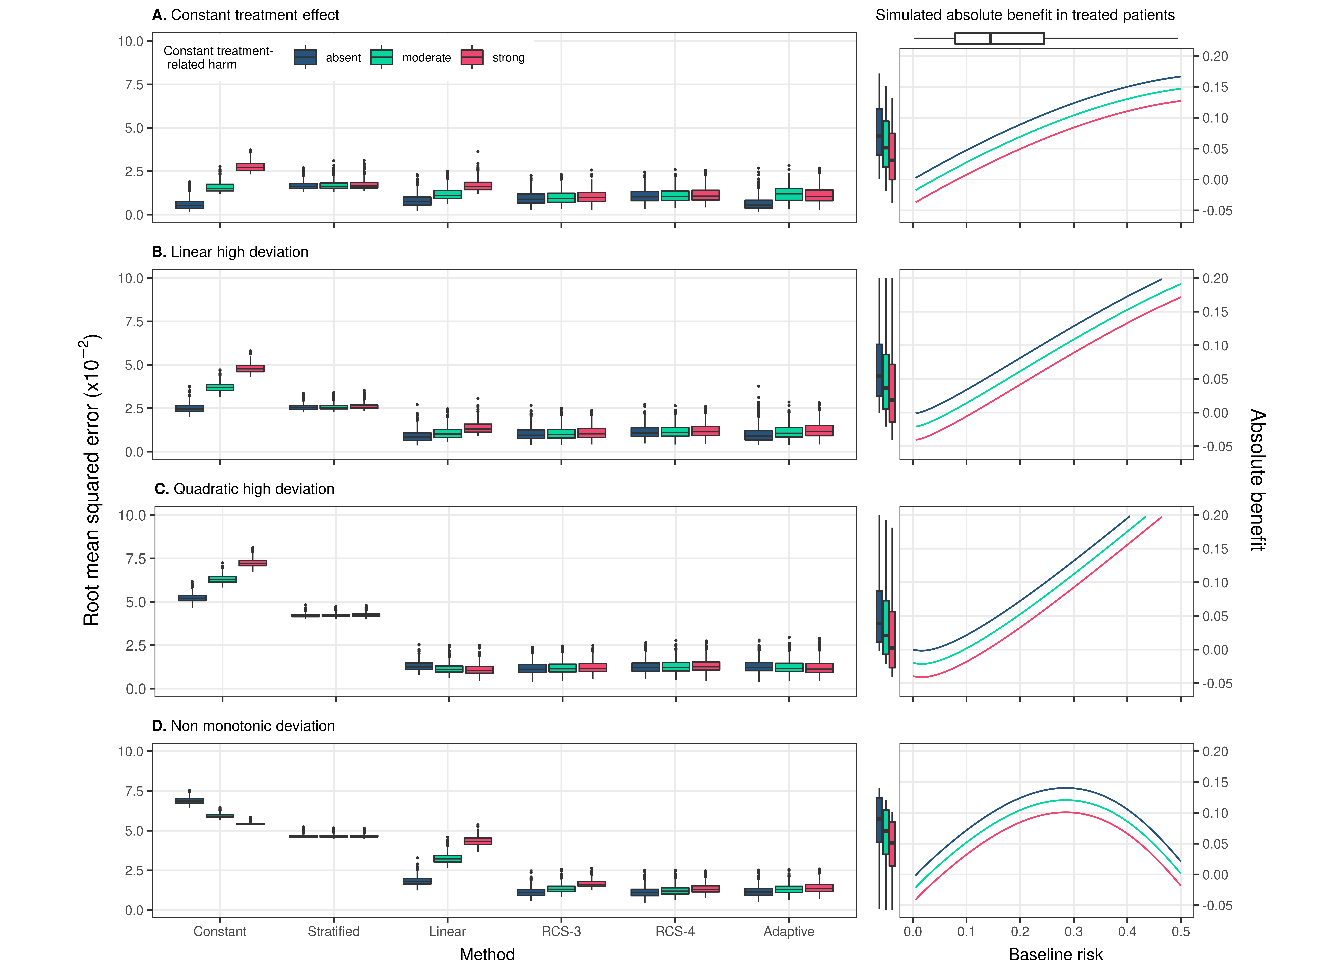 A. Constant treatment effect
Simulated absolute benefit in treated patients
Constant treatment-
related harm
absent
moderate
strong
10.0
7.5
5.0
2.5
0.0
0.20
0.15
0.10
0.05
0.00
-0.05
B. Linear high deviation
10.0
7.5
5.0
2.5
0.0
0.20
0.15
0.10
0.05
0.00
-0.05
C. Quadratic high deviation
10.0
7.5
5.0
2.5
0.0
0.20
0.15
0.10
0.05
0.00
-0.05
D. Non monotonic deviation
10.0
7.5
5.0
2.5
0.0
0.20
0.15
0.10
0.05
0.00
-0.05
Constant
Stratified
Linear
RCS-3
RCS-4
Adaptive
0.0
0.1
0.2
0.3
0.4
0.5
Method
Baseline risk
Root mean squared error (x10⁻²)
Absolute benefit